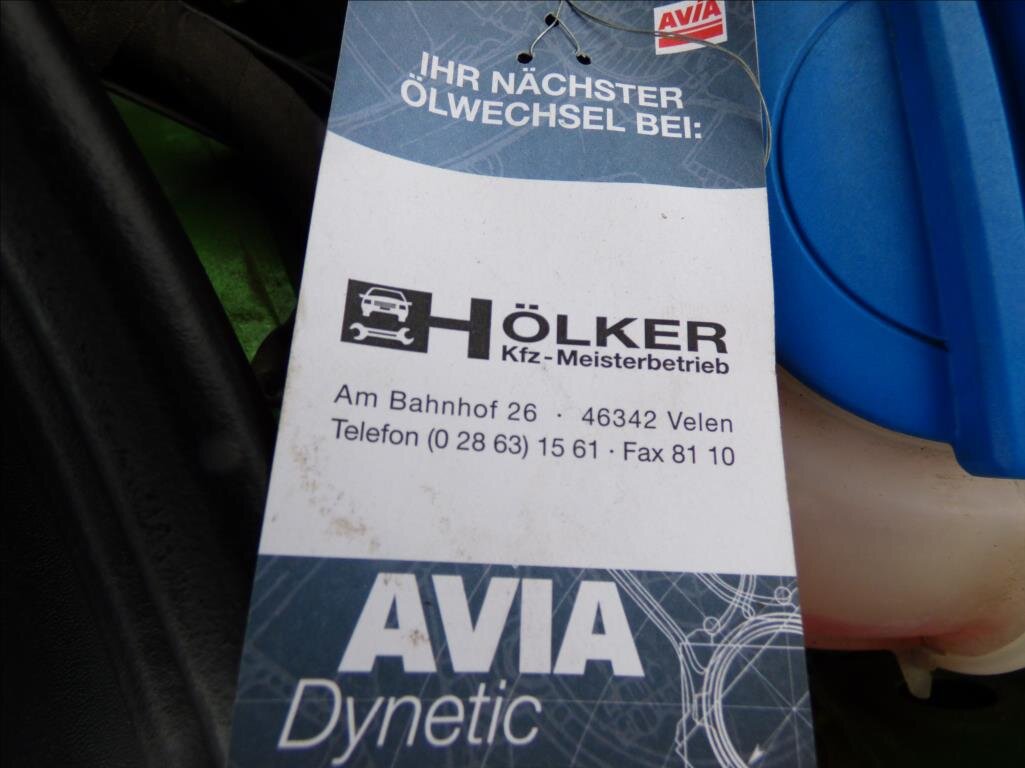 AVIA
IHR NÄCHSTER
ÖLWECHSEL BEI:
HÖLKER
Kfz-Meisterbetrieb
Am Bahnhof 26 · 46342 Velen
Telefon (0 28 63) 15 61 · Fax 81 10
AVIA
Dynetic